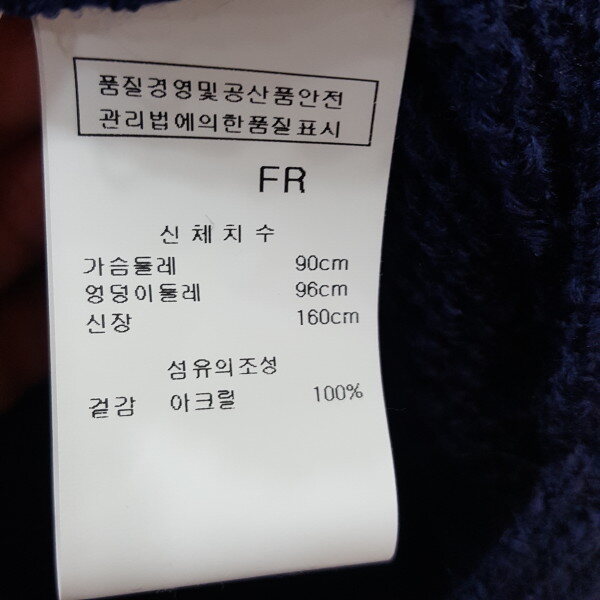 품질경영및공산품안전
관리법에의한품질표시
FR
신체치수
가슴둘레 90cm
엉덩이둘레 96cm
신장 160cm
섬유의조성
겉감 아크릴 100%